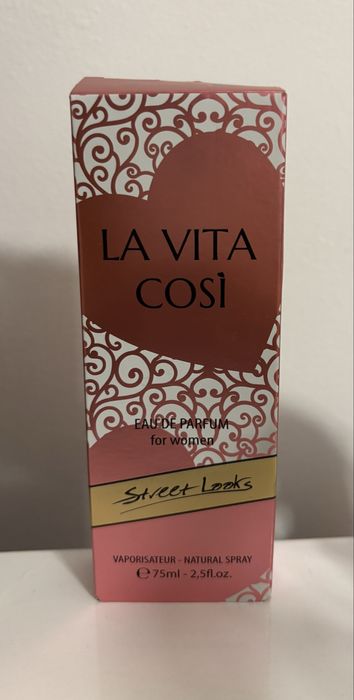 LA VITA
COSÌ
EAU DE PARFUM
for women
Street Looks
VAPORISATEUR - NATURAL SPRAY
℮ 75ml - 2,5fl.oz.